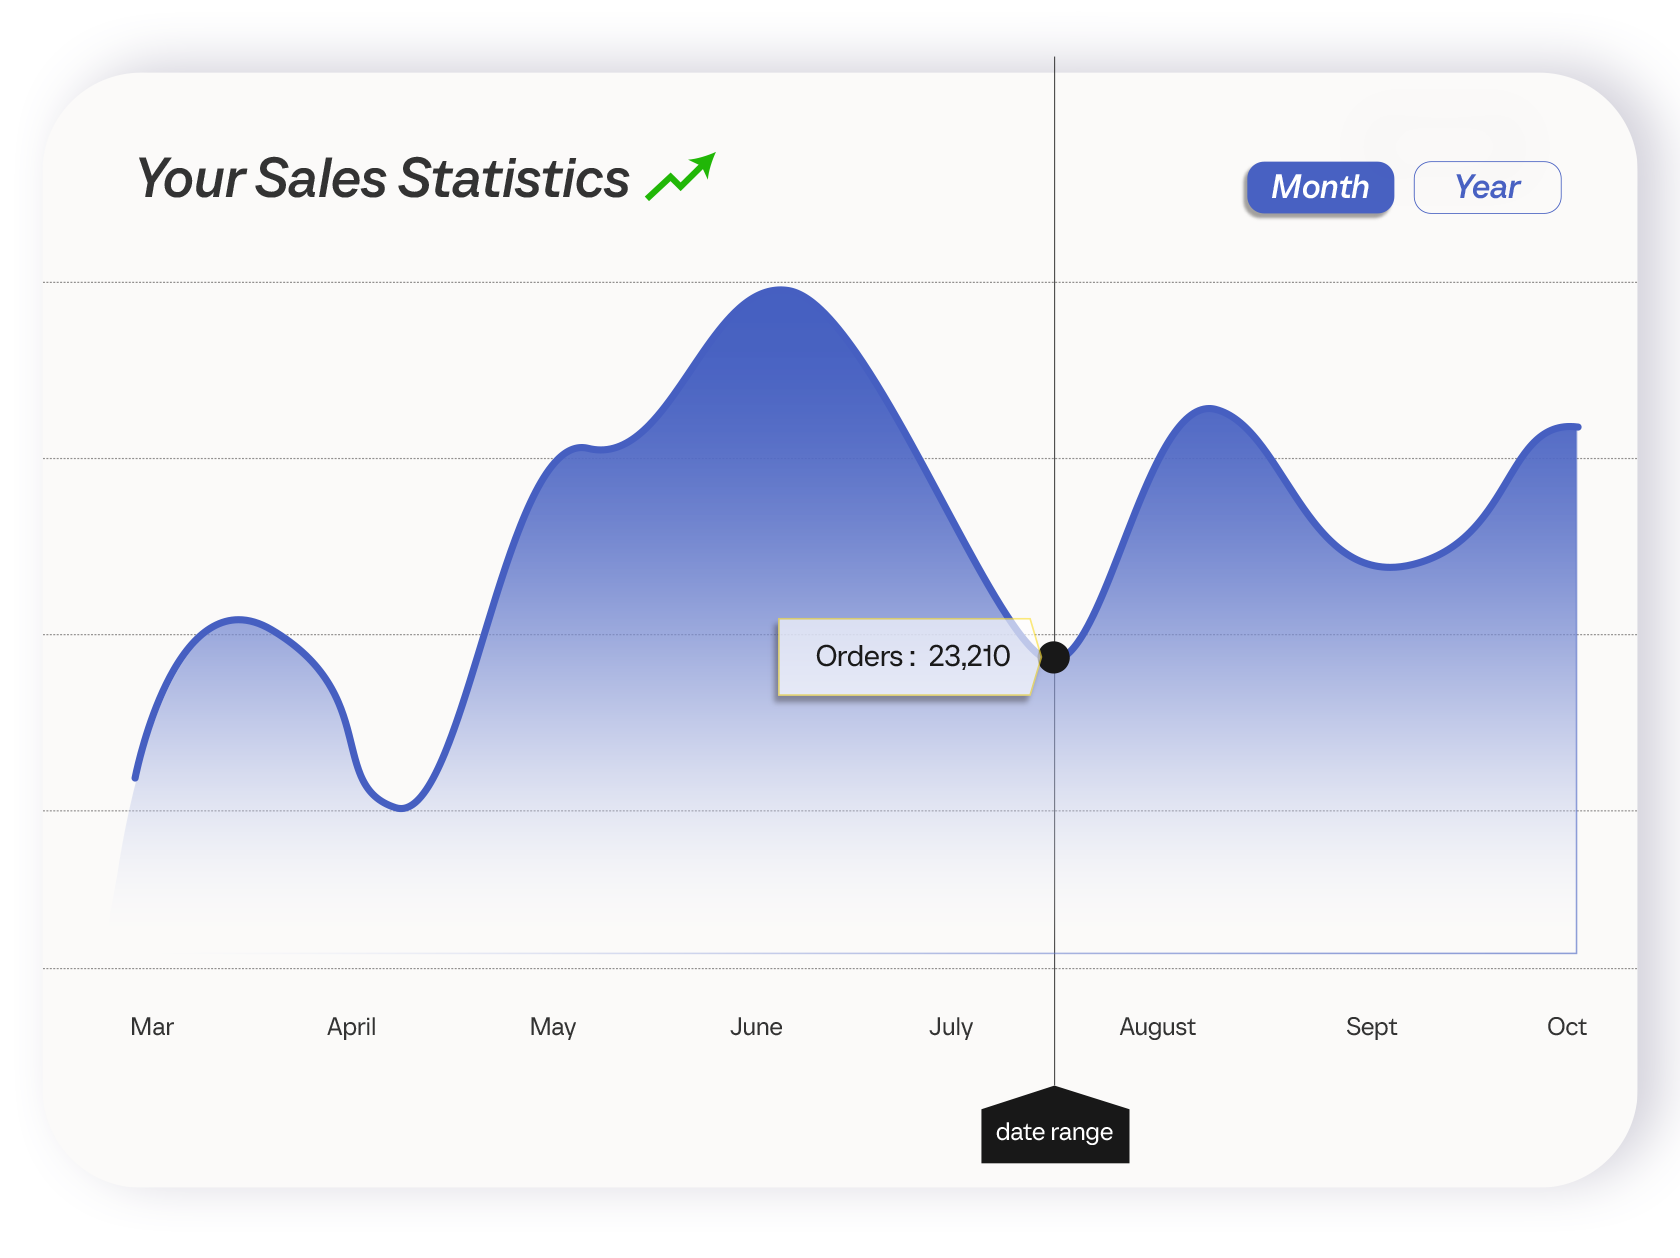 Your Sales Statistics
Month
Year
Orders : 23,210
Mar April May June July August Sept Oct
date range